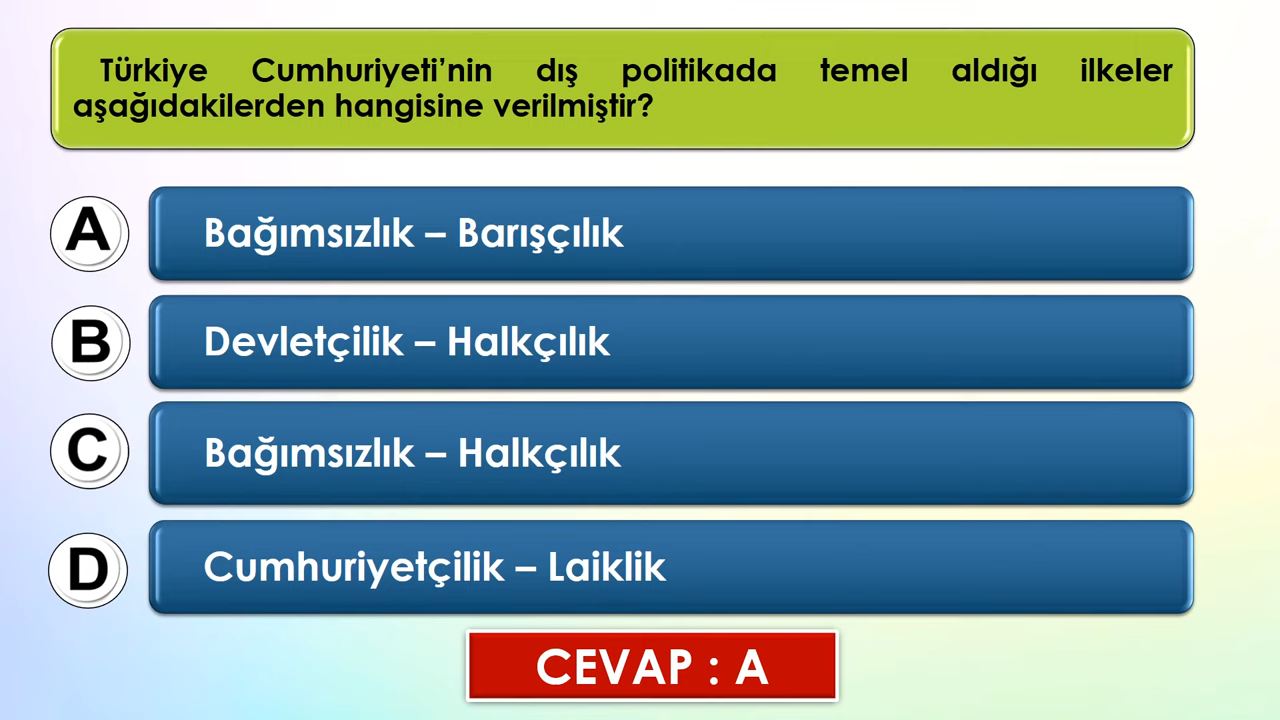 Türkiye Cumhuriyeti’nin dış politikada temel aldığı ilkeler
aşağıdakilerden hangisine verilmiştir?
A Bağımsızlık – Barışçılık
B Devletçilik – Halkçılık
C Bağımsızlık – Halkçılık
D Cumhuriyetçilik – Laiklik
CEVAP : A